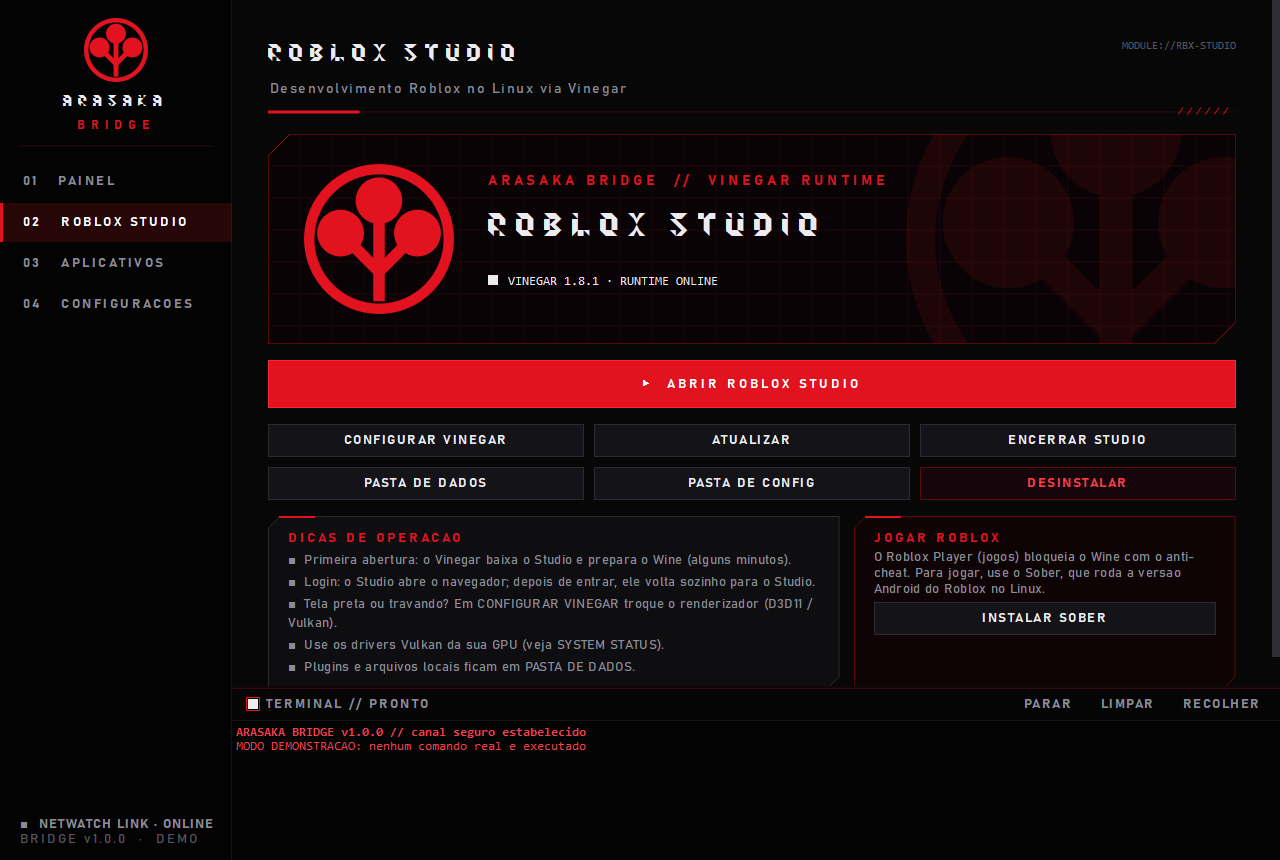 ARASAKA
BRIDGE
01 PAINEL
02 ROBLOX STUDIO
03 APLICATIVOS
04 CONFIGURACOES
NETWATCH LINK · ONLINE
BRIDGE v1.0.0 · DEMO
ROBLOX STUDIO
MODULE://RBX-STUDIO
Desenvolvimento Roblox no Linux via Vinegar
//////
ARASAKA BRIDGE // VINEGAR RUNTIME
ROBLOX STUDIO
VINEGAR 1.8.1 · RUNTIME ONLINE
ABRIR ROBLOX STUDIO
CONFIGURAR VINEGAR
ATUALIZAR
ENCERRAR STUDIO
PASTA DE DADOS
PASTA DE CONFIG
DESINSTALAR
DICAS DE OPERACAO
Primeira abertura: o Vinegar baixa o Studio e prepara o Wine (alguns minutos).
Login: o Studio abre o navegador; depois de entrar, ele volta sozinho para o Studio.
Tela preta ou travando? Em CONFIGURAR VINEGAR troque o renderizador (D3D11 /
Vulkan).
Use os drivers Vulkan da sua GPU (veja SYSTEM STATUS).
Plugins e arquivos locais ficam em PASTA DE DADOS.
JOGAR ROBLOX
O Roblox Player (jogos) bloqueia o Wine com o anti-
cheat. Para jogar, use o Sober, que roda a versao
Android do Roblox no Linux.
INSTALAR SOBER
TERMINAL // PRONTO
PARAR
LIMPAR
RECOLHER
ARASAKA BRIDGE v1.0.0 // canal seguro estabelecido
MODO DEMONSTRACAO: nenhum comando real e executado